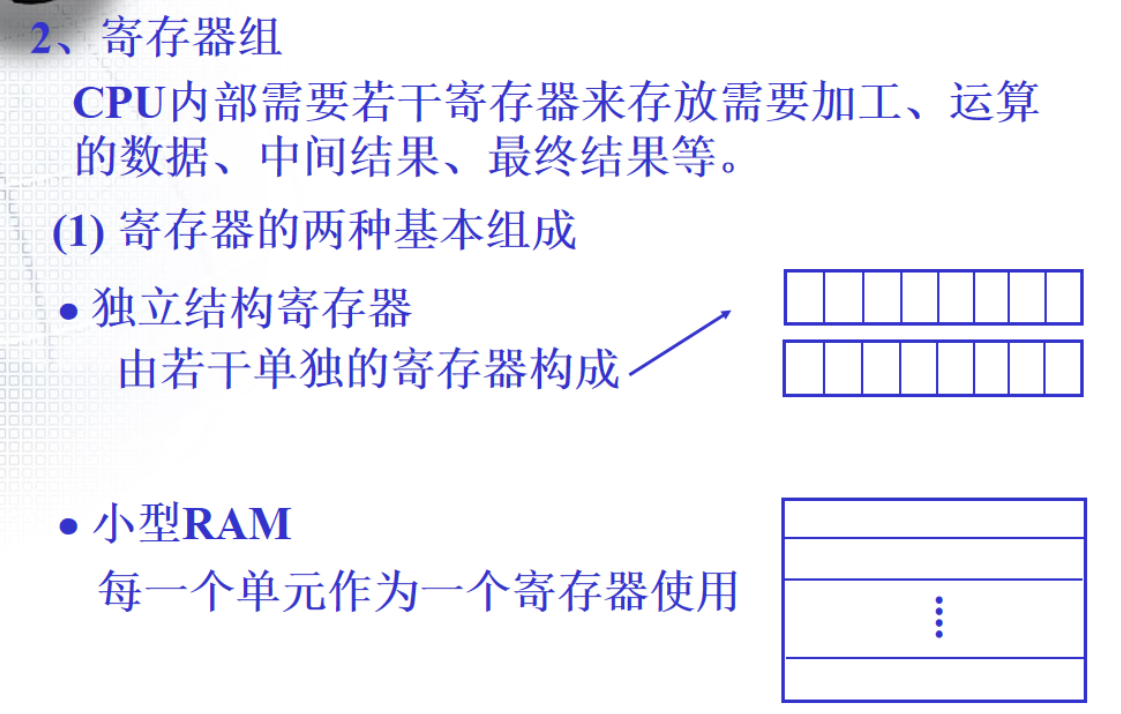 2、寄存器组
CPU内部需要若干寄存器来存放需要加工、运算
的数据、中间结果、最终结果等。
(1) 寄存器的两种基本组成
• 独立结构寄存器
由若干单独的寄存器构成
• 小型RAM
每一个单元作为一个寄存器使用